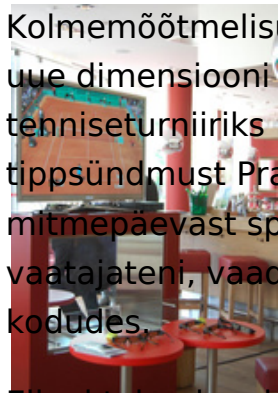 Kolmemõõtmelisu
uue dimensiooni
tenniseturniiriks
tippsündmust Pra
mitmepäevast sp
vaatajateni, vaad
kodudes.